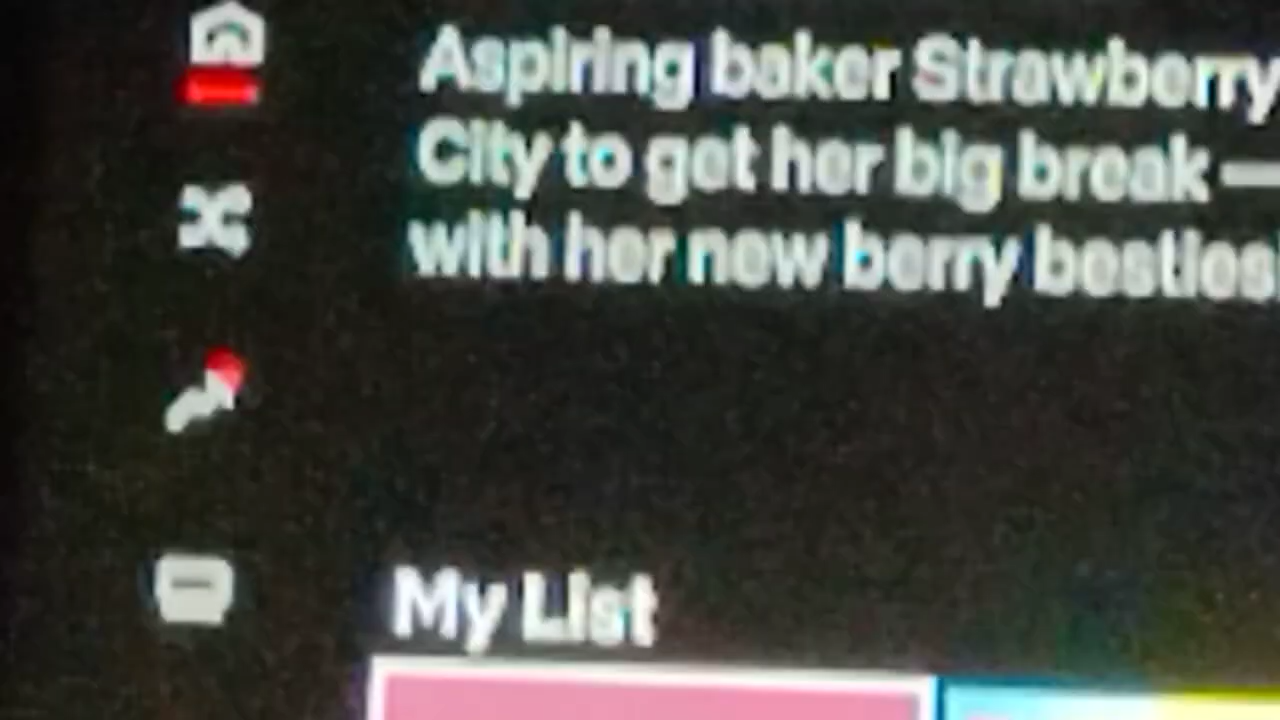 Aspiring baker Strawberry
City to get her big break —
with her new berry besties
My List